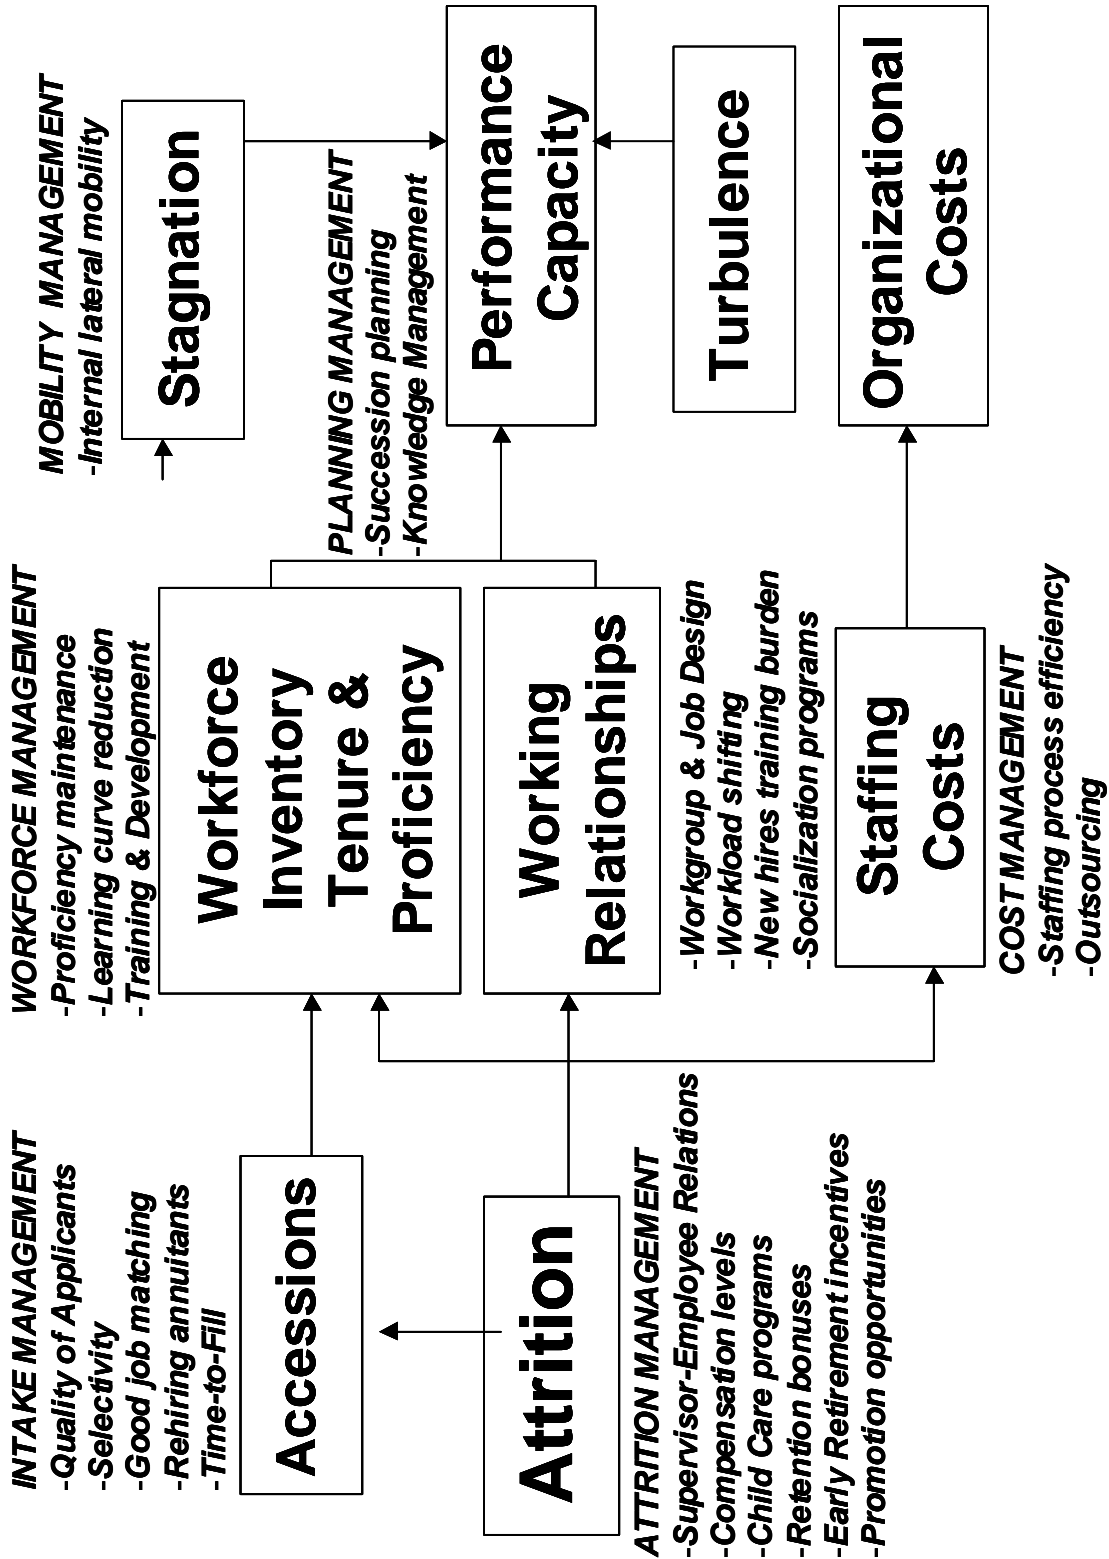 INTAKE MANAGEMENT
-Quality of Applicants
-Selectivity
-Good job matching
-Rehiring annuitants
-Time-to-Fill
Accessions
Attrition
ATTRITION MANAGEMENT
-Supervisor-Employee Relations
-Compensation levels
-Child Care programs
-Retention bonuses
-Early Retirement incentives
-Promotion opportunities
WORKFORCE MANAGEMENT
-Proficiency maintenance
-Learning curve reduction
-Training & Development
Workforce
Inventory
Tenure &
Proficiency
Working
Relationships
-Workgroup & Job Design
-Workload shifting
-New hires training burden
-Socialization programs
Staffing
Costs
COST MANAGEMENT
-Staffing process efficiency
-Outsourcing
MOBILITY MANAGEMENT
-Internal lateral mobility
Stagnation
PLANNING MANAGEMENT
-Succession planning
-Knowledge Management
Performance
Capacity
Turbulence
Organizational
Costs